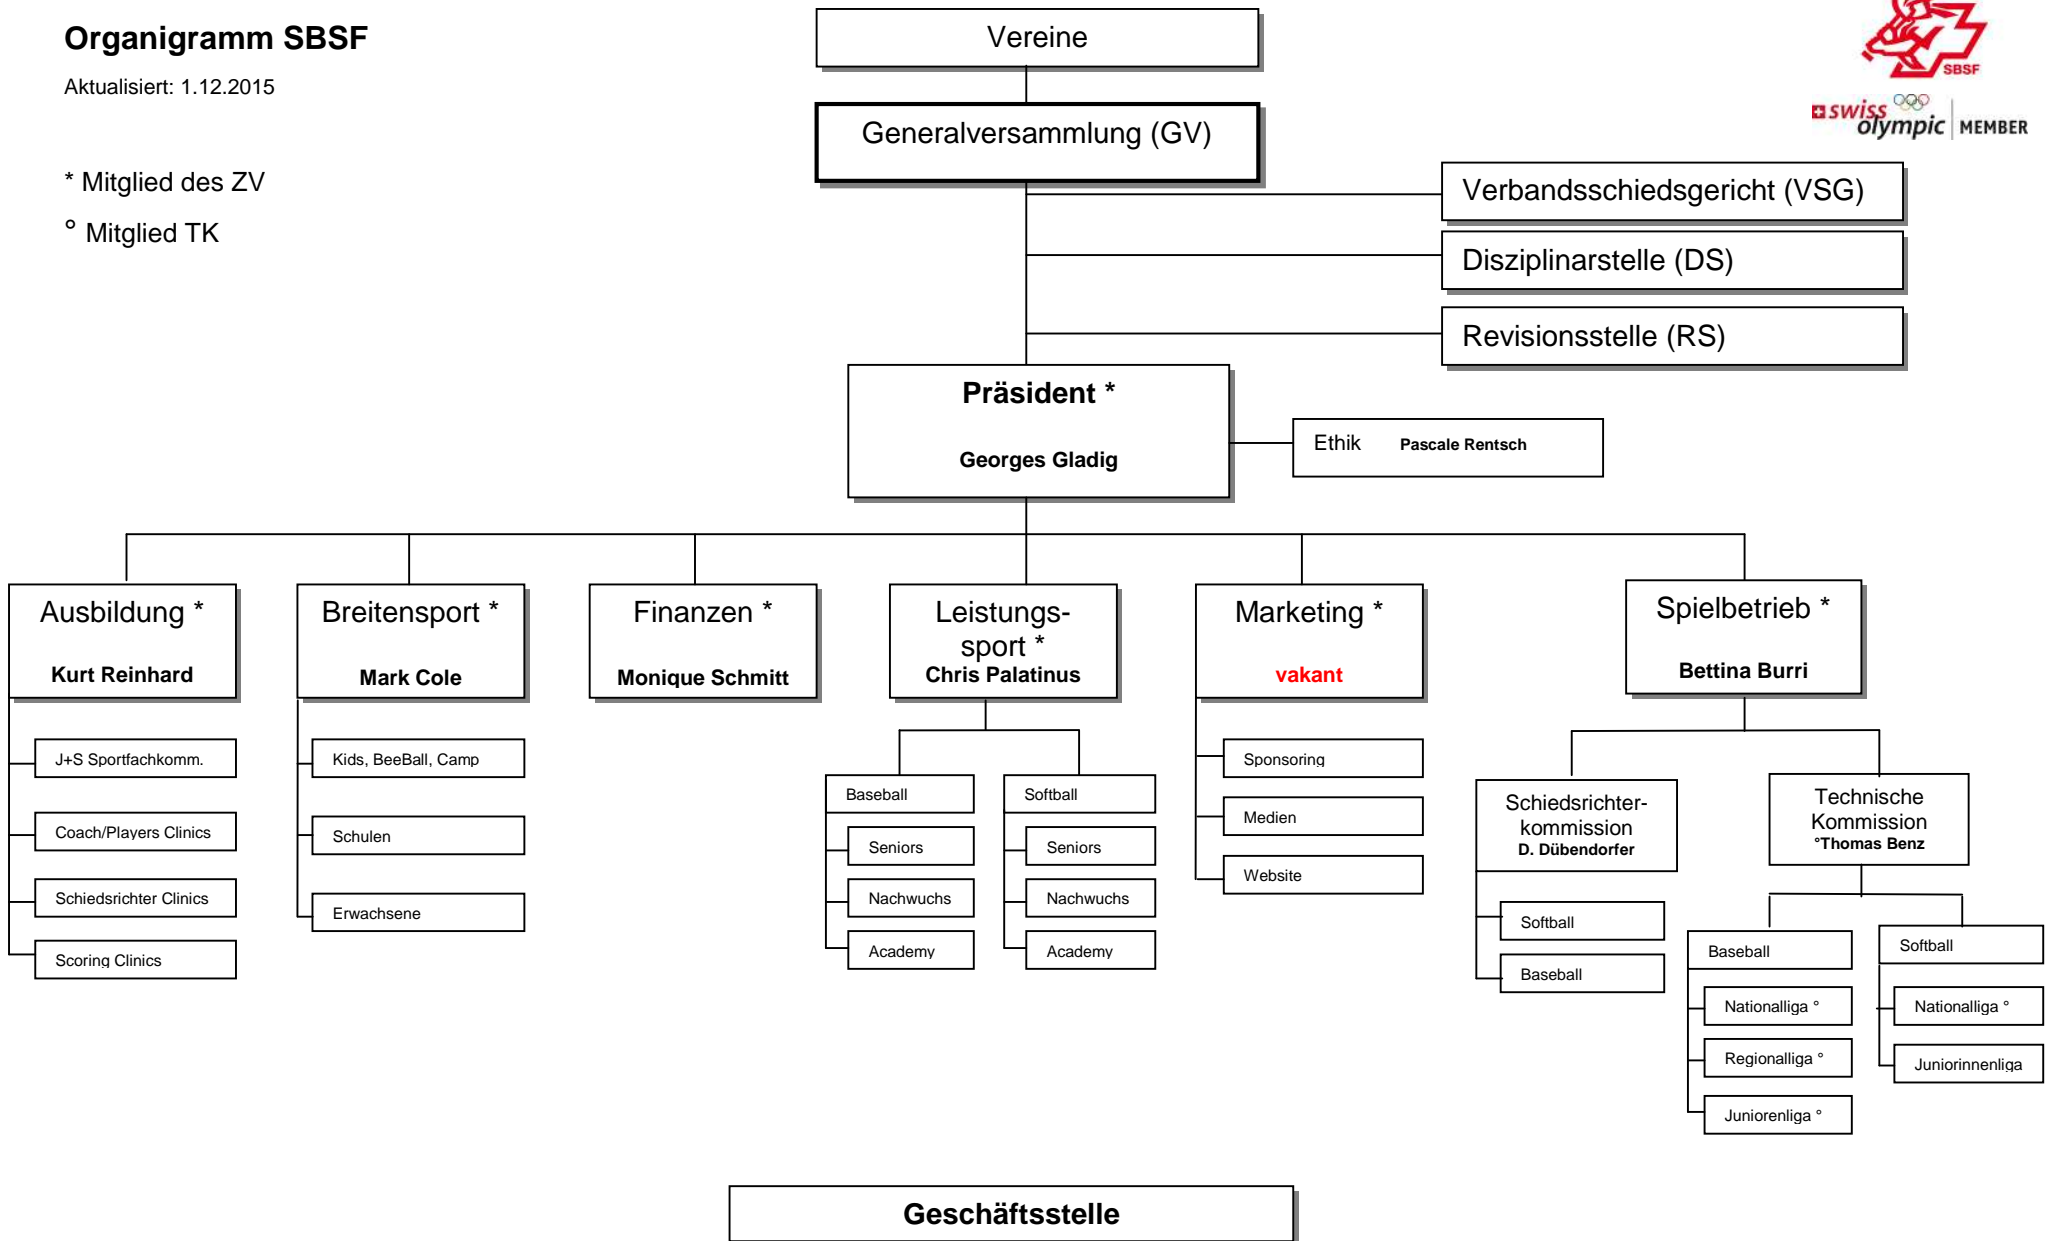 Organigramm SBSF
Aktualisiert: 1.12.2015
* Mitglied des ZV
° Mitglied TK
SBSF
swiss
olympic MEMBER
Vereine
Generalversammlung (GV)
Verbandsschiedsgericht (VSG)
Disziplinarstelle (DS)
Revisionsstelle (RS)
Präsident *
Georges Gladig
Ethik Pascale Rentsch
Ausbildung *
Kurt Reinhard
J+S Sportfachkomm.
Coach/Players Clinics
Schiedsrichter Clinics
Scoring Clinics
Breitensport *
Mark Cole
Kids, BeeBall, Camp
Schulen
Erwachsene
Finanzen *
Monique Schmitt
Leistungs-
sport *
Chris Palatinus
Baseball
Seniors
Nachwuchs
Academy
Softball
Seniors
Nachwuchs
Academy
Marketing *
vakant
Sponsoring
Medien
Website
Spielbetrieb *
Bettina Burri
Schiedsrichter-
kommission
D. Dübendorfer
Softball
Baseball
Technische
Kommission
°Thomas Benz
Baseball
Nationalliga °
Regionalliga °
Juniorenliga °
Softball
Nationalliga °
Juniorinnenliga
Geschäftsstelle